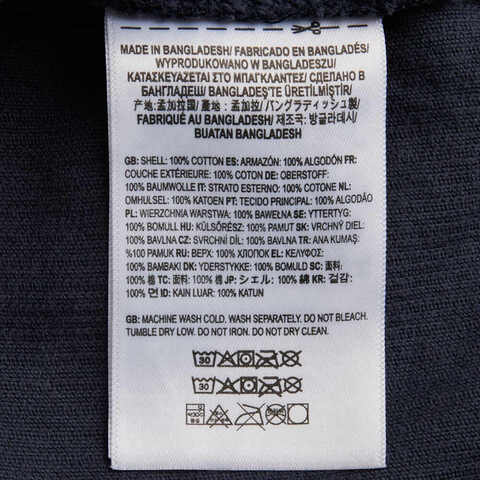 MADE IN BANGLADESH/ FABRICADO EN BANGLADÉS/
WYPRODUKOWANO W BANGLADESZU/
ΚΑΤΑΣΚΕΥΑΖΕΤΑΙ ΣΤΟ ΜΠΑΓΚΛΑΝΤΕΣ/ СДЕЛАНО В
БАНГЛАДЕШ/ BANGLADEŞ'TE ÜRETİLMİŞTİR/
产地:孟加拉国/ 產地:孟加拉/ バングラディッシュ製/
FABRIQUÉ AU BANGLADESH/ 제조국: 방글라데시/
BUATAN BANGLADESH
GB: SHELL: 100% COTTON ES: ARMAZÓN: 100% ALGODÓN FR:
COUCHE EXTÉRIEURE: 100% COTON DE: OBERSTOFF:
100% BAUMWOLLE IT: STRATO ESTERNO: 100% COTONE NL:
OMHULSEL: 100% KATOEN PT: TECIDO PRINCIPAL: 100% ALGODÃO
PL: WIERZCHNIA WARSTWA: 100% BAWEŁNA SE: YTTERTYG:
100% BOMULL HU: KÜLSŐRÉSZ: 100% PAMUT SK: VRCHNÝ DIEL: 100%
BAVLNA CZ: SVRCHNÍ DÍL: 100% BAVLNA TR: ANA KUMAŞ:
%100 PAMUK RU: ВЕРХ: 100% ХЛОПОК EL: ΚΕΛΥΦΟΣ:
100% ΒΑΜΒΑΚΙ DK: YDERSTYKKE: 100% BOMULD SC: 面料:
100% 棉 TC: 面料: 100% 棉 JP: シェル: 100% 綿 KR: 겉감:
100% 면 ID: KAIN LUAR: 100% KATUN
GB: MACHINE WASH COLD. WASH SEPARATELY. DO NOT BLEACH.
TUMBLE DRY LOW. DO NOT IRON. DO NOT DRY CLEAN.
30
30